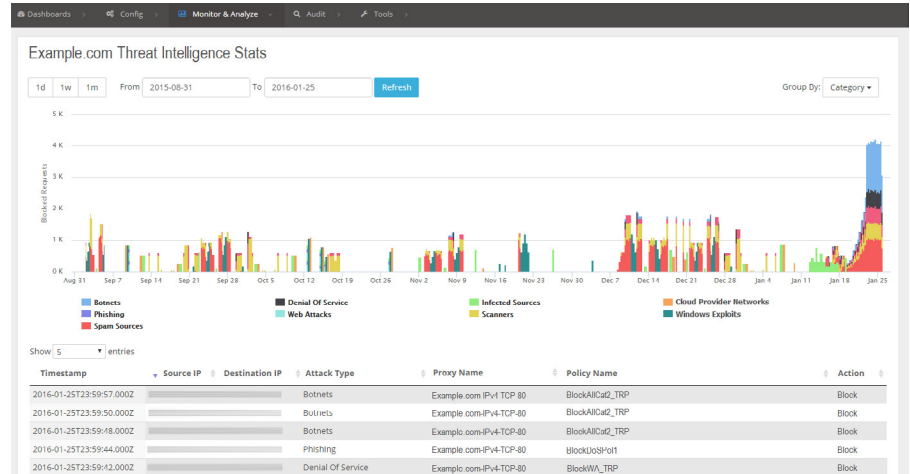 Dashboards Config Monitor & Analyze Audit Tools
Example.com Threat Intelligence Stats
1d 1w 1m From 2015-08-31 To 2016-01-25 Refresh Group By: Category
5 K
4 K
3 K
2 K
1 K
0 K
Blocked Requests
Aug 31 Sep 7 Sep 14 Sep 21 Sep 28 Oct 5 Oct 12 Oct 19 Oct 26 Nov 2 Nov 9 Nov 16 Nov 23 Nov 30 Dec 7 Dec 14 Dec 21 Dec 28 Jan 4 Jan 11 Jan 18 Jan 25
Botnets Denial Of Service Infected Sources Cloud Provider Networks
Phishing Web Attacks Scanners Windows Exploits
Spam Sources
Show 5 entries
Timestamp Source IP Destination IP Attack Type Proxy Name Policy Name Action
2016-01-25T23:59:57.000Z Botnets Example.com-IPv4-TCP-80 BlockAllCat2_TRP Block
2016-01-25T23:59:50.000Z Botnets Example.com-IPv4-TCP-80 BlockAllCat2_TRP Block
2016-01-25T23:59:48.000Z Botnets Example.com-IPv4-TCP-80 BlockAllCat2_TRP Block
2016-01-25T23:59:44.000Z Phishing Example.com-IPv4-TCP-80 BlockDoSPol1 Block
2016-01-25T23:59:42.000Z Denial Of Service Example.com-IPv4-TCP-80 BlockWA_TRP Block